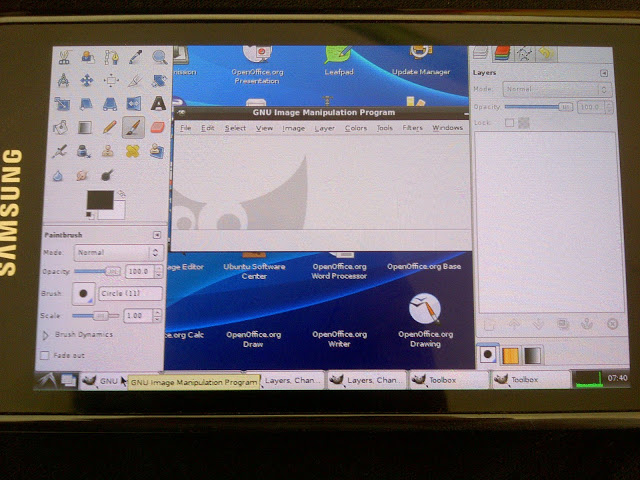 SAMSUNG
ission
OpenOffice.org
Presentation
Leafpad
Update Manager
GNU Image Manipulation Program
File Edit Select View Image Layer Colors Tools Filters Windows
Layers
Mode: Normal
Opacity 100.0
Lock:
Paintbrush
Mode: Normal
Opacity: 100.0
Brush: Circle (11)
Scale: 1.00
Brush Dynamics
Fade out
age Editor
Ubuntu Software
Center
OpenOffice.org
Word Processor
OpenOffice.org Base
ce.org Calc
OpenOffice.org
Draw
OpenOffice.org
Writer
OpenOffice.org
Drawing
GNU
GNU Image Manipulation Program
Layers, Chan...
Layers, Chan...
Toolbox
Toolbox
07:40